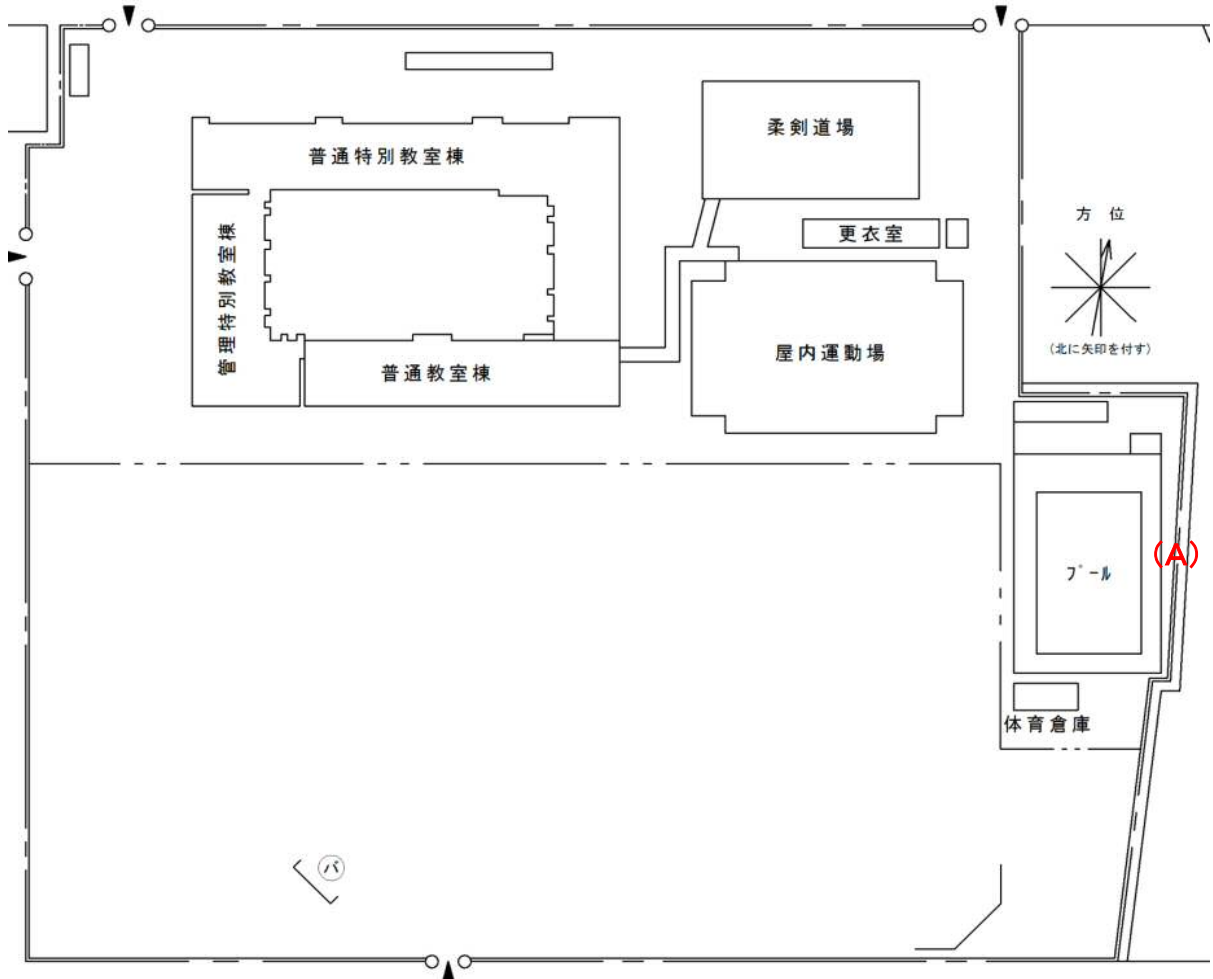 柔剣道場
普通特別教室棟
方位
更衣室
管理特別教室棟
(北に矢印を付す)
屋内運動場
普通教室棟
(A)
プール
体育倉庫
バ